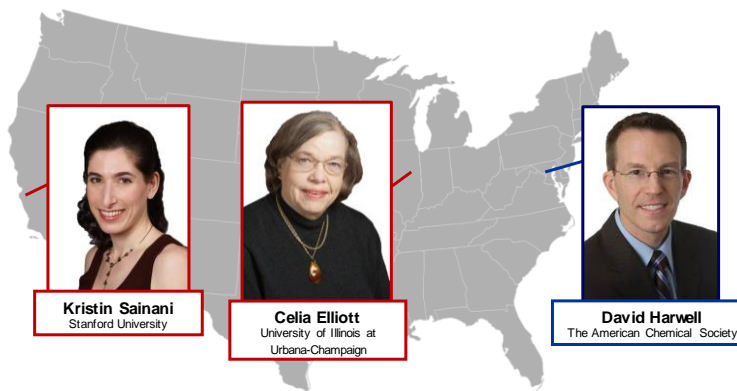 Kristin Sainani
Stanford University
Celia Elliott
University of Illinois at
Urbana-Champaign
David Harwell
The American Chemical Society